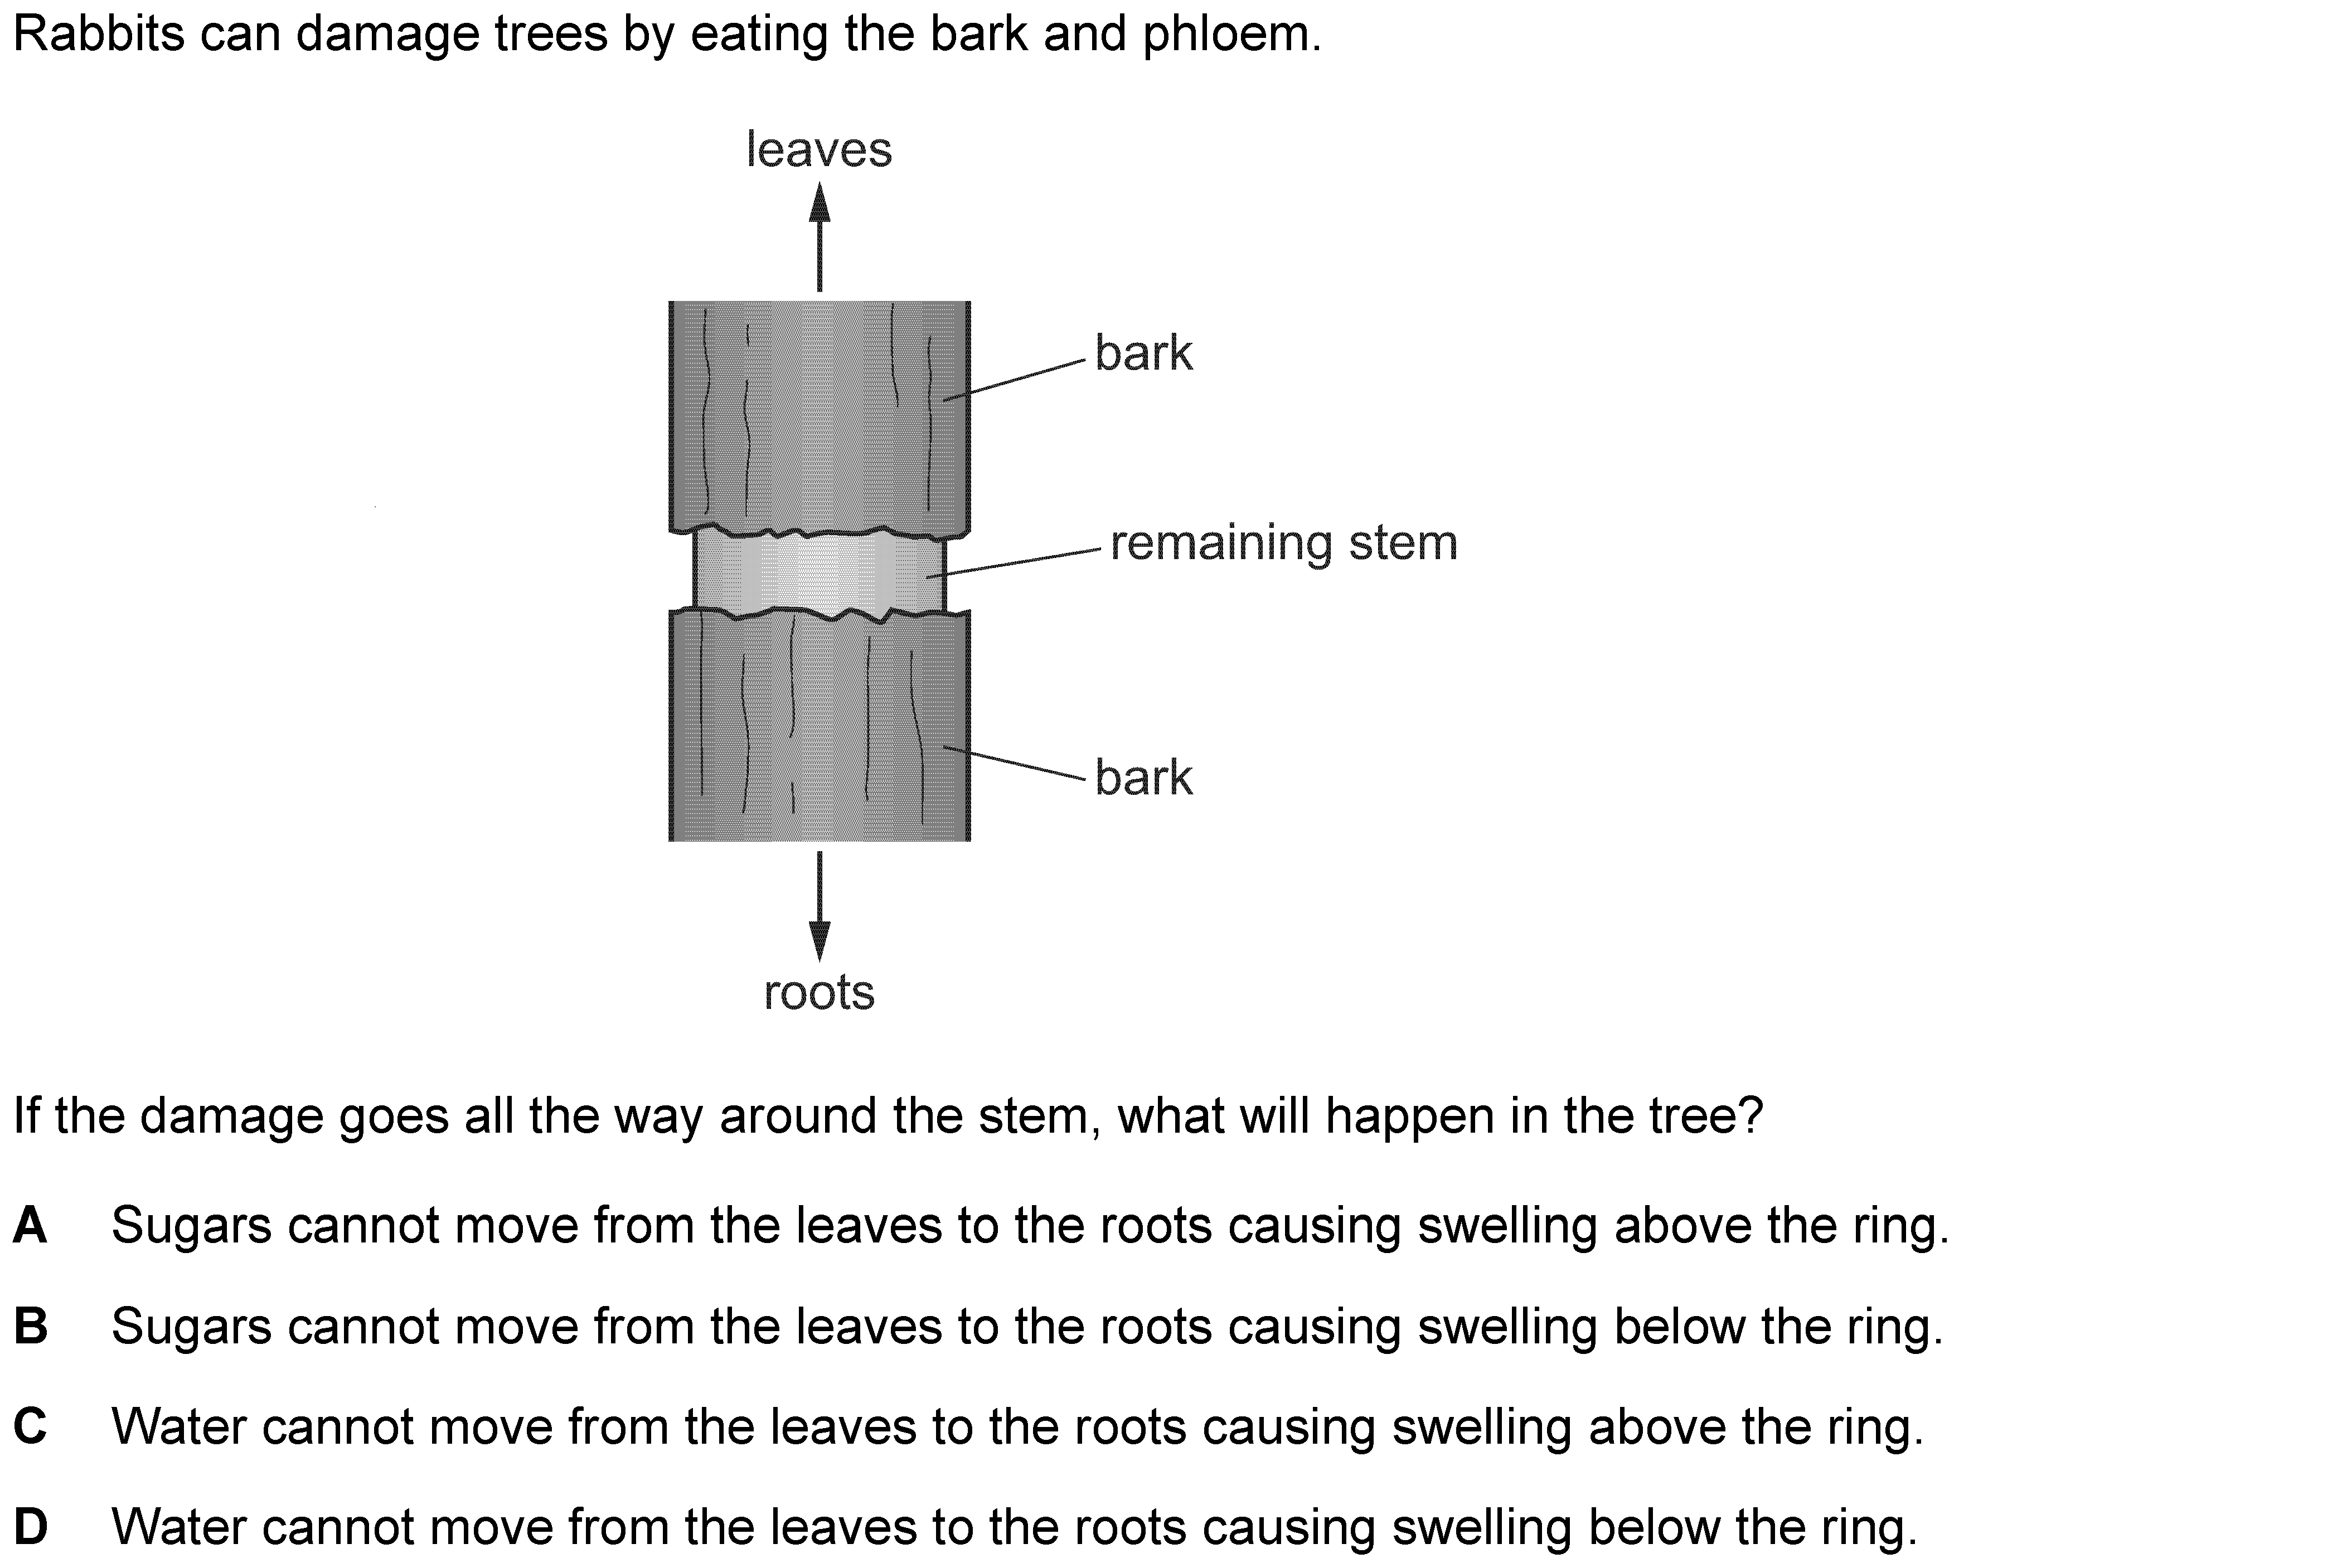 Rabbits can damage trees by eating the bark and phloem.
leaves
bark
remaining stem
bark
roots
If the damage goes all the way around the stem, what will happen in the tree?
A Sugars cannot move from the leaves to the roots causing swelling above the ring.
B Sugars cannot move from the leaves to the roots causing swelling below the ring.
C Water cannot move from the leaves to the roots causing swelling above the ring.
D Water cannot move from the leaves to the roots causing swelling below the ring.